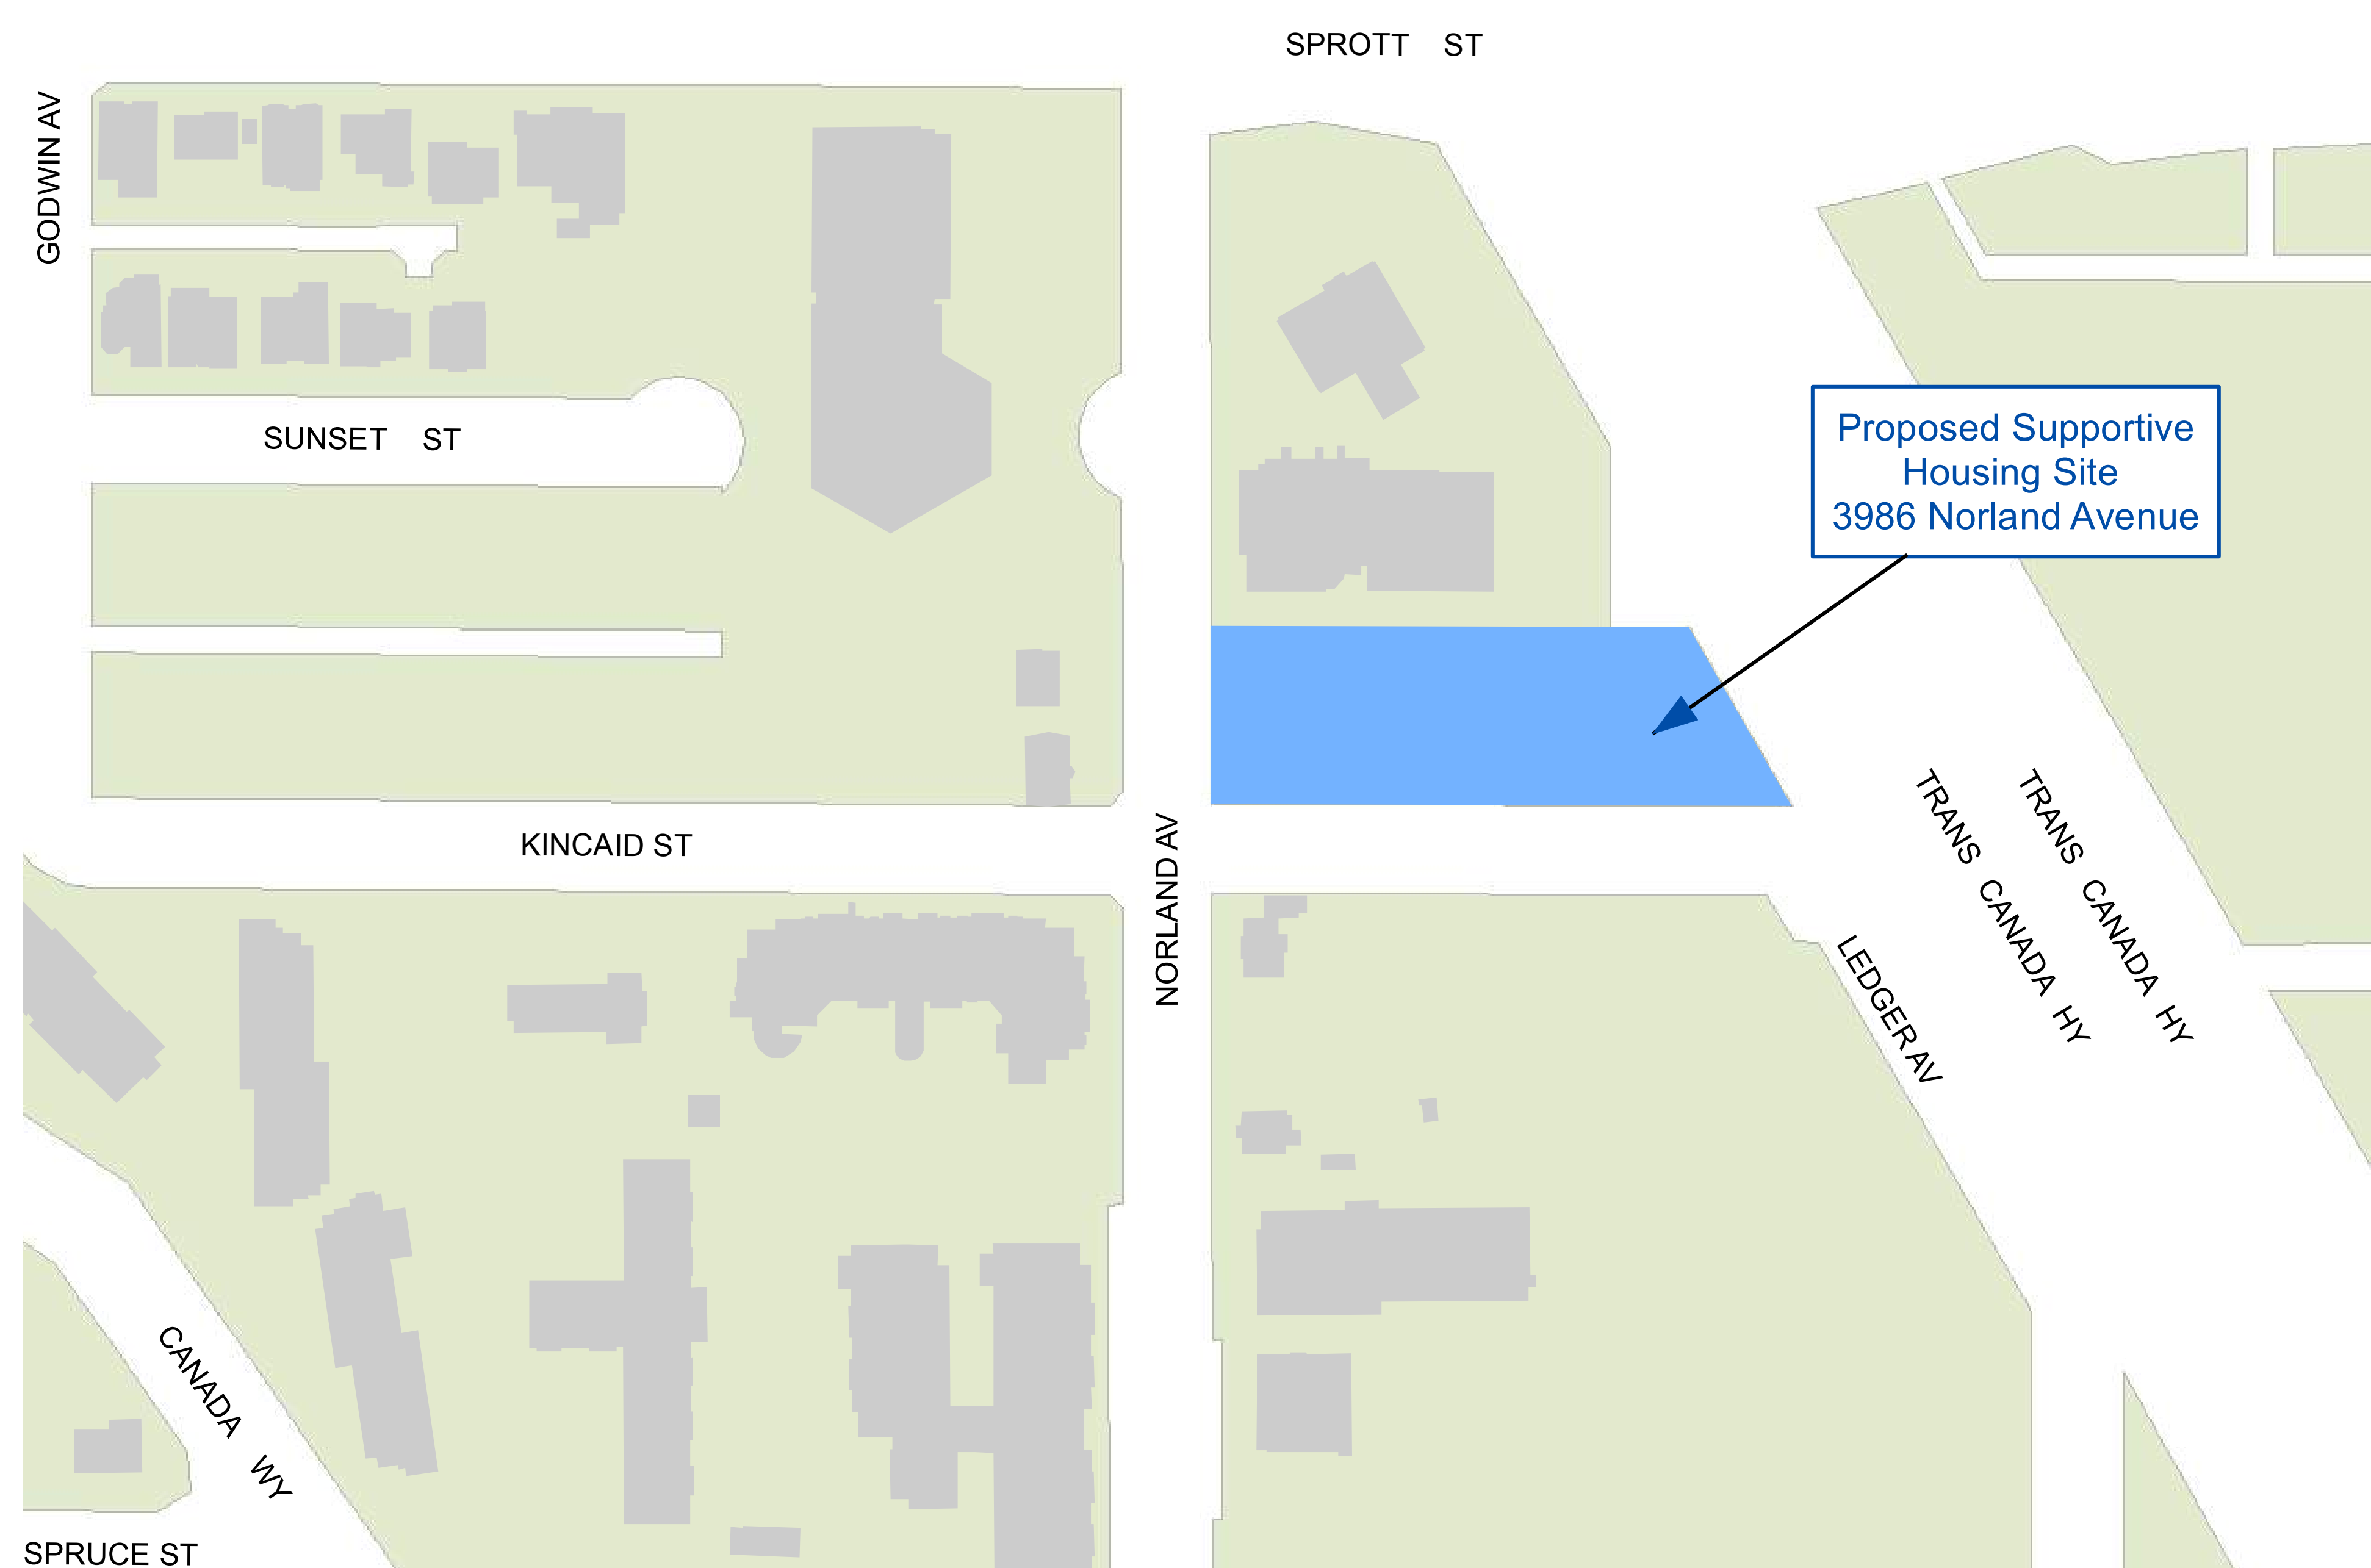 SPROTT ST
GODWIN AV
SUNSET ST
Proposed Supportive
Housing Site
3986 Norland Avenue
KINCAID ST
NORLAND AV
TRANS CANADA HY
TRANS CANADA HY
LEDGER AV
CANADA WY
SPRUCE ST